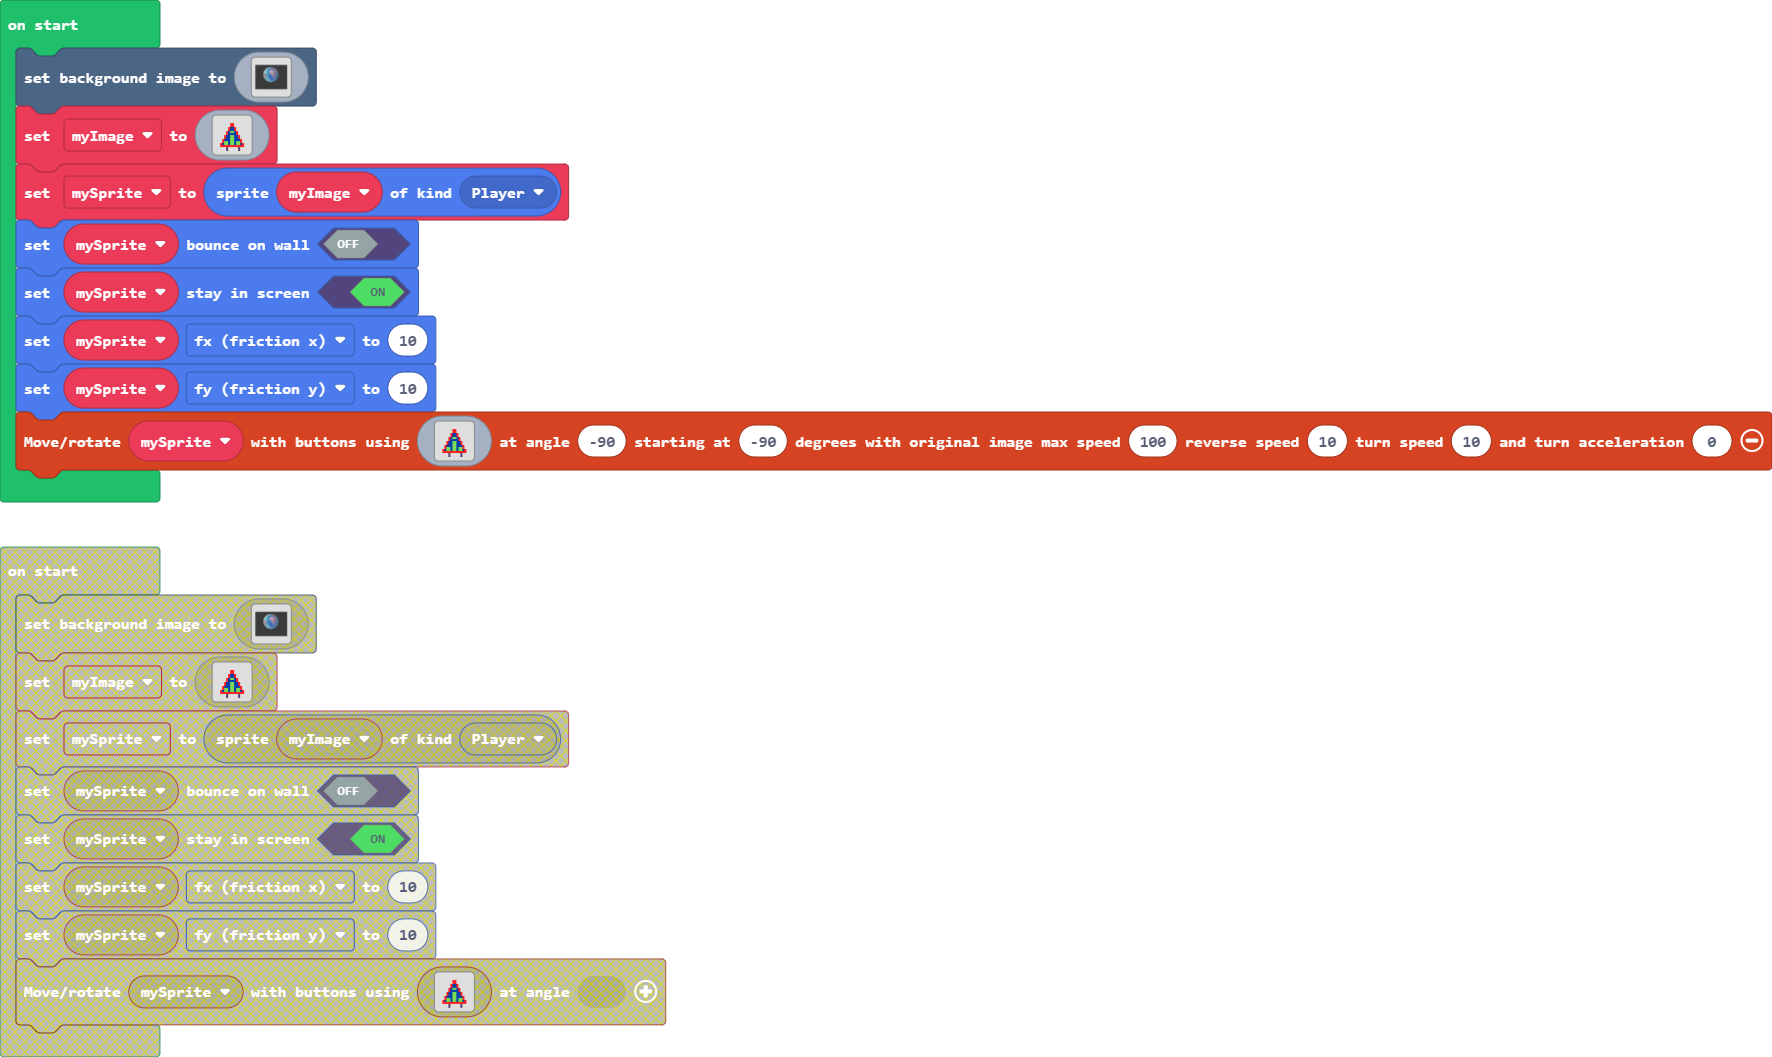 on start
set background image to
set myImage to
set mySprite to sprite myImage of kind Player
set mySprite bounce on wall OFF
set mySprite stay in screen ON
set mySprite fx (friction x) to 10
set mySprite fy (friction y) to 10
Move/rotate mySprite with buttons using at angle -90 starting at -90 degrees with original image max speed 100 reverse speed 10 turn speed 10 and turn acceleration 0
on start
set background image to
set myImage to
set mySprite to sprite myImage of kind Player
set mySprite bounce on wall OFF
set mySprite stay in screen ON
set mySprite fx (friction x) to 10
set mySprite fy (friction y) to 10
Move/rotate mySprite with buttons using at angle